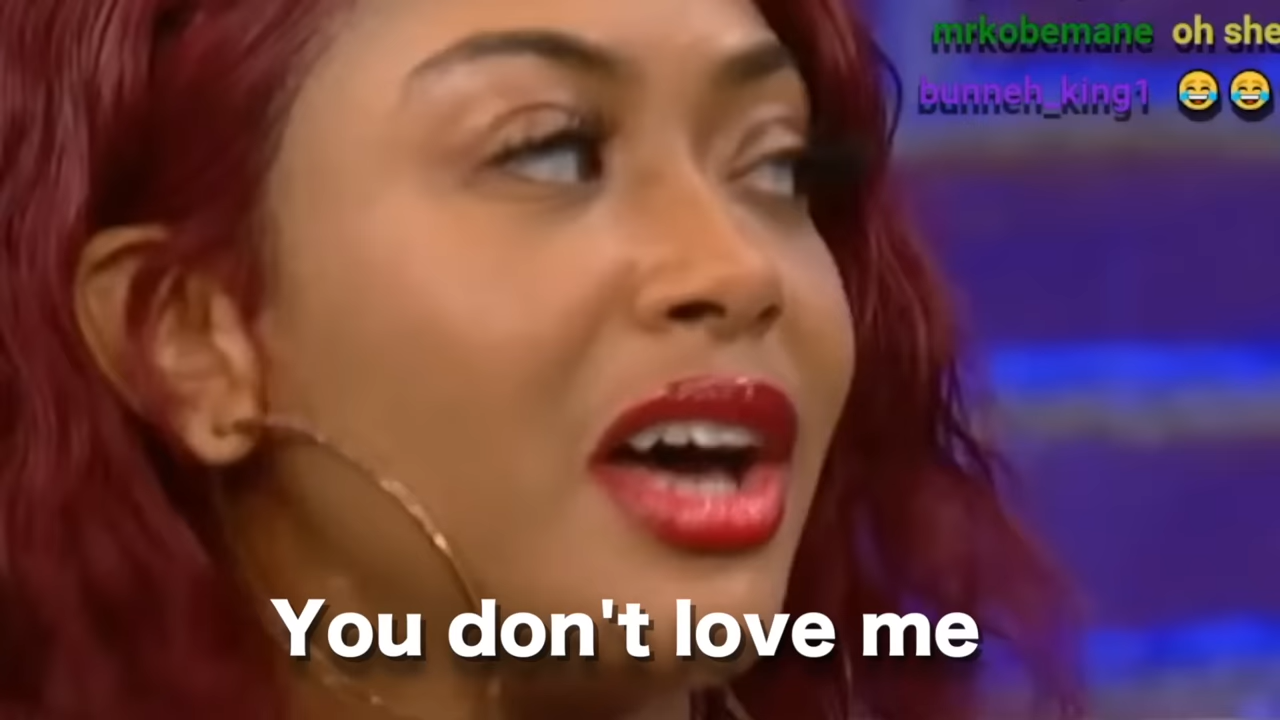 mrkobemane oh she
bunneh_king1 😂😂
You don't love me